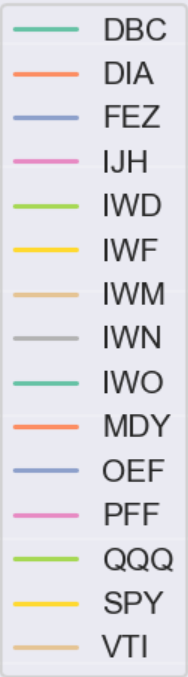 DBC
DIA
FEZ
IJH
IWD
IWF
IWM
IWN
IWO
MDY
OEF
PFF
QQQ
SPY
VTI